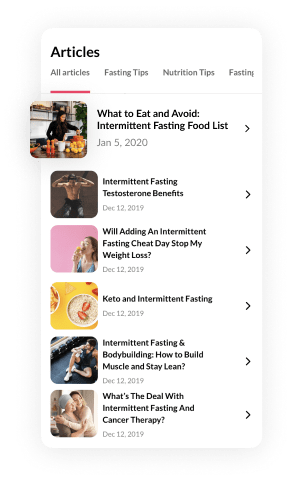 Articles
All articles Fasting Tips Nutrition Tips Fasting
What to Eat and Avoid:
Intermittent Fasting Food List
Jan 5, 2020
Intermittent Fasting
Testosterone Benefits
Dec 12, 2019
Will Adding An Intermittent
Fasting Cheat Day Stop My
Weight Loss?
Dec 12, 2019
Keto and Intermittent Fasting
Dec 12, 2019
Intermittent Fasting &
Bodybuilding: How to Build
Muscle and Stay Lean?
Dec 12, 2019
What's The Deal With
Intermittent Fasting And
Cancer Therapy?
Dec 12, 2019